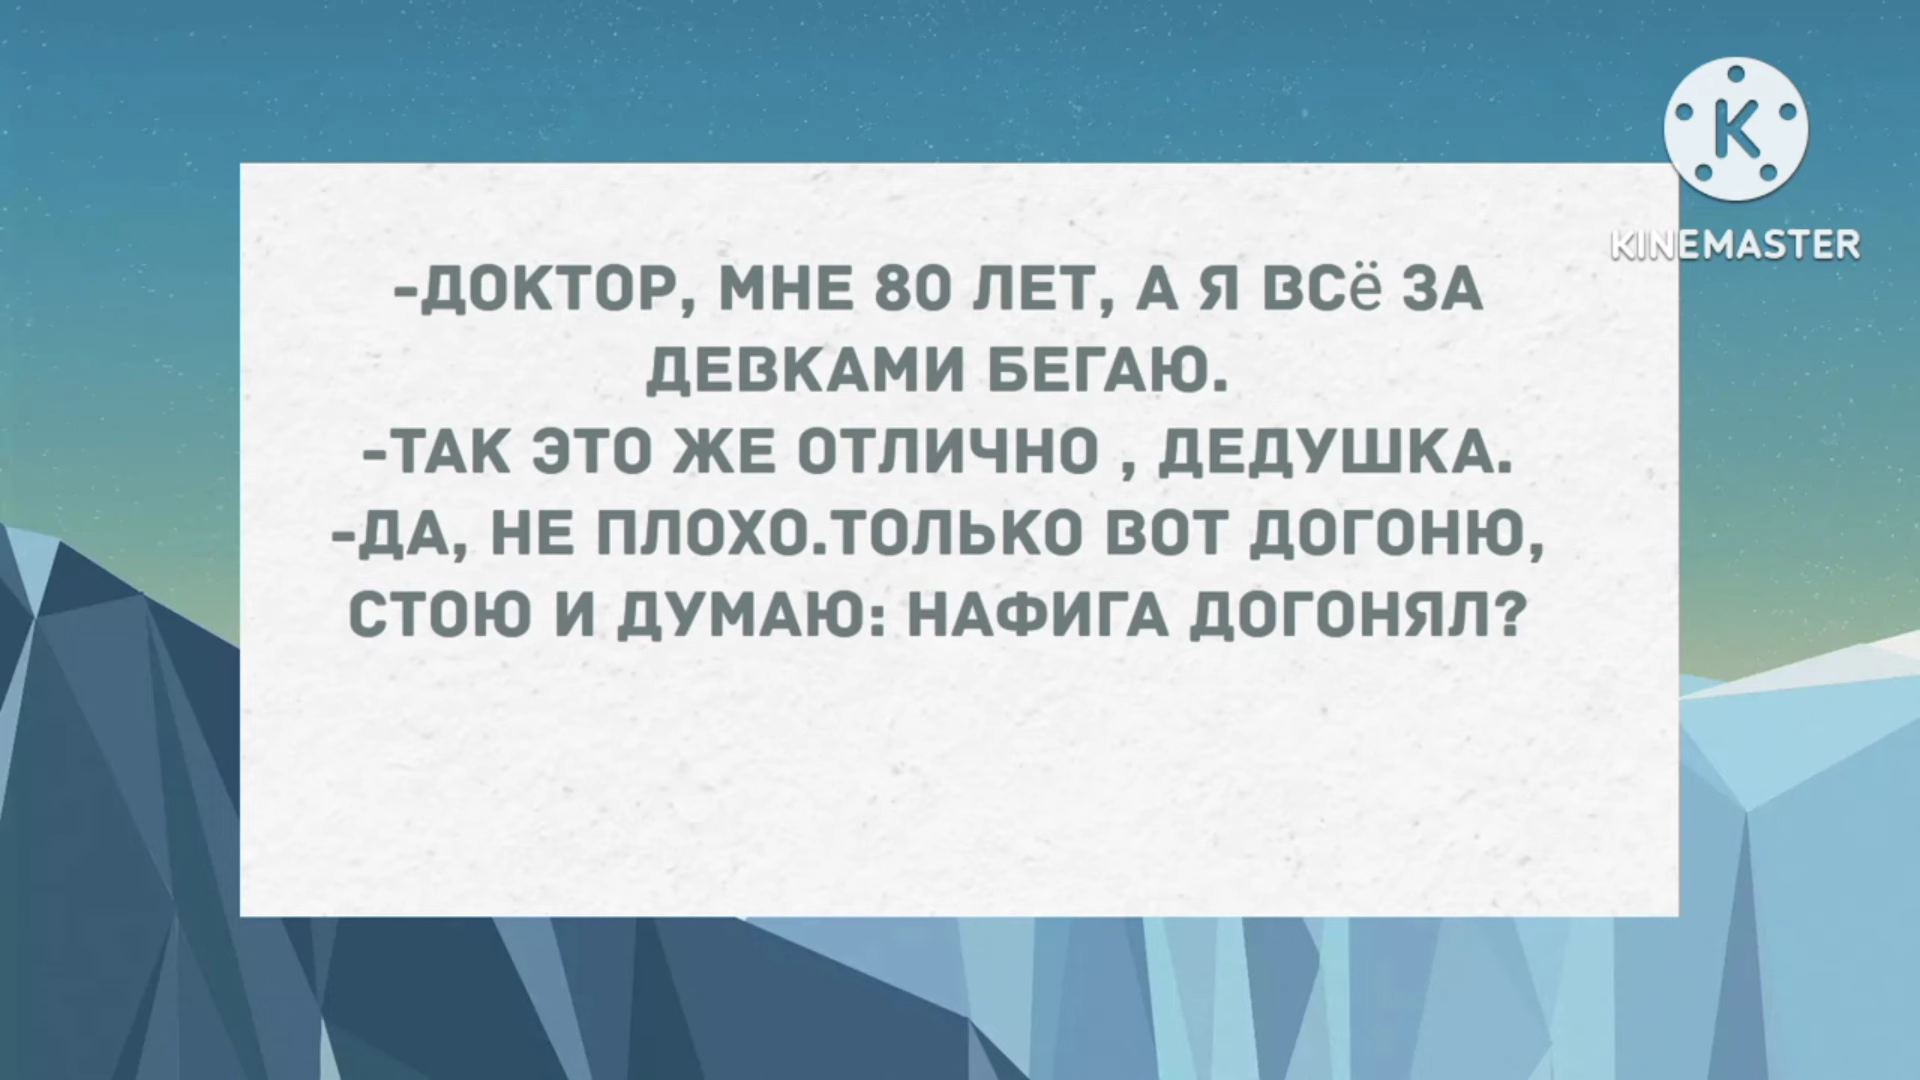 -ДОКТОР, МНЕ 80 ЛЕТ, А Я ВСё ЗА
ДЕВКАМИ БЕГАЮ.
-ТАК ЭТО ЖЕ ОТЛИЧНО , ДЕДУШКА.
-ДА, НЕ ПЛОХО.ТОЛЬКО ВОТ ДОГОНЮ,
СТОЮ И ДУМАЮ: НАФИГА ДОГОНЯЛ?
K
KINEMASTER